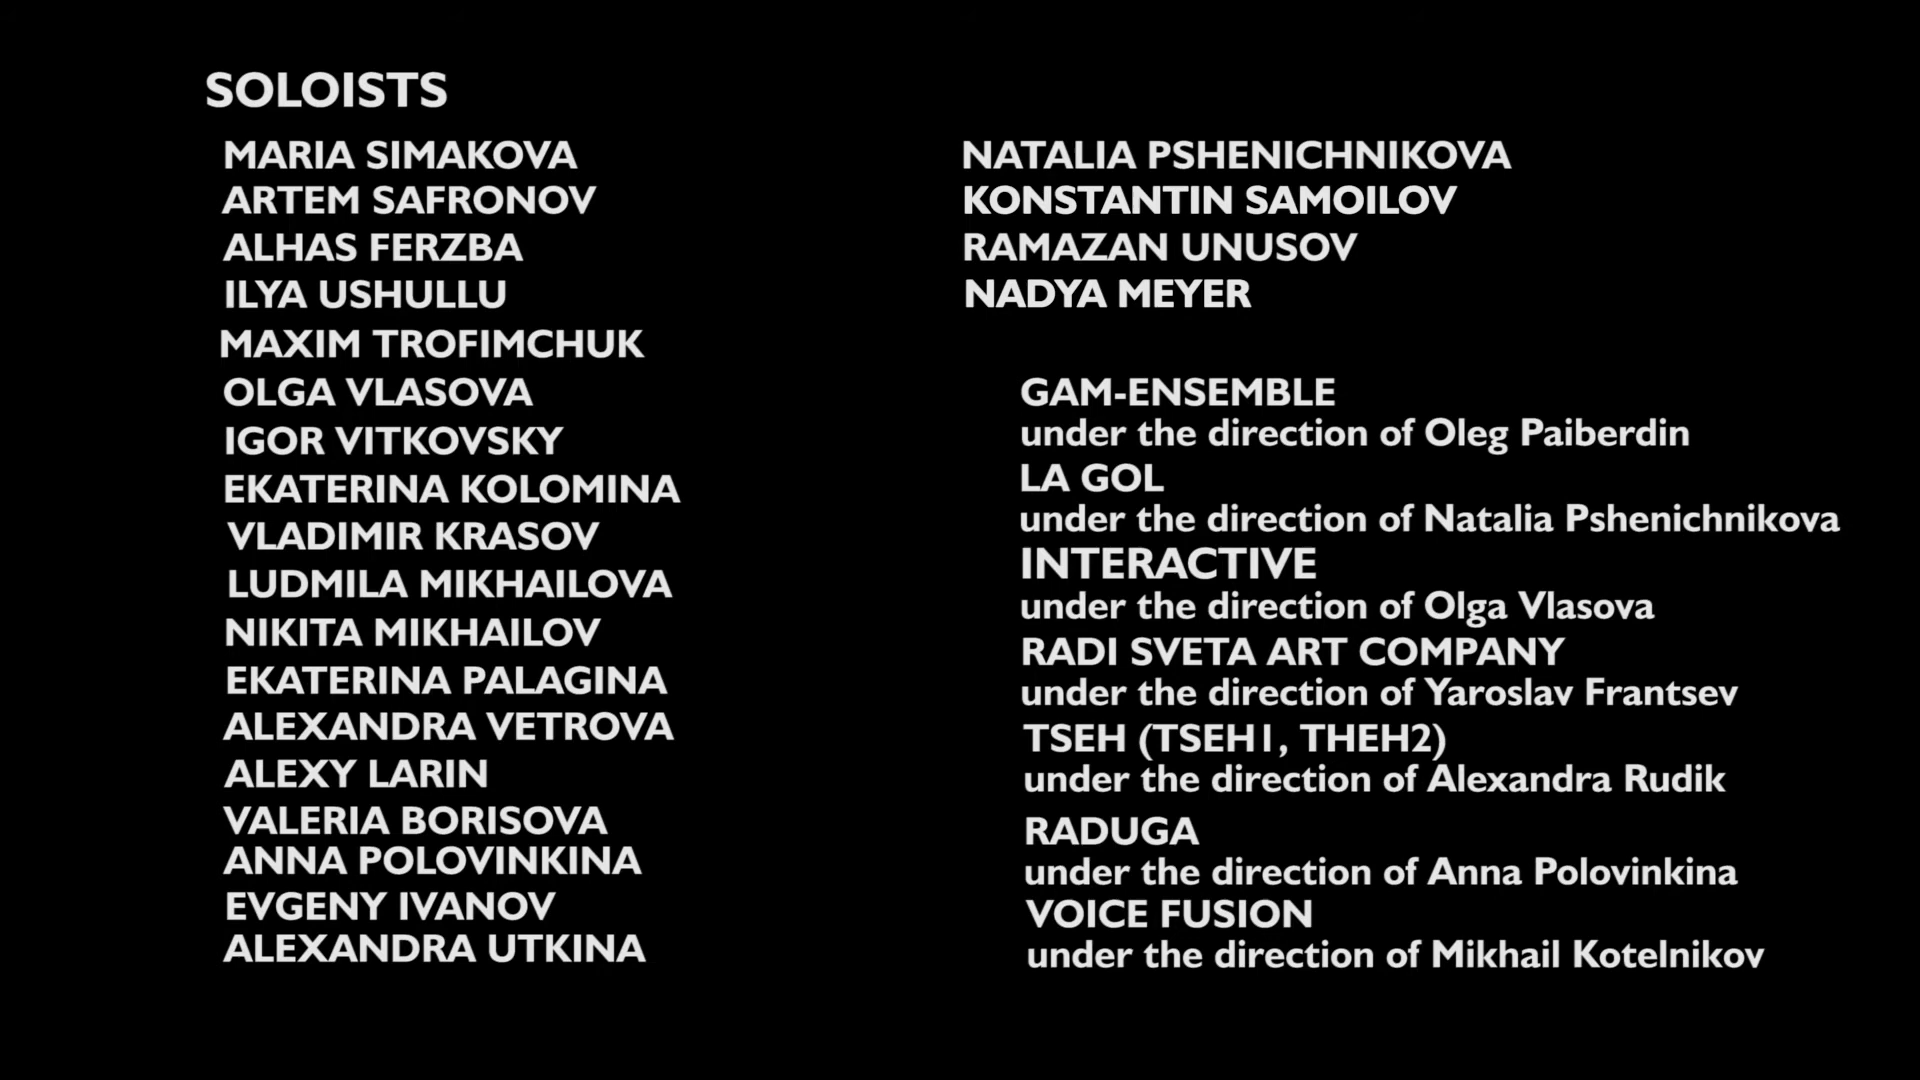 SOLOISTS
MARIA SIMAKOVA
ARTEM SAFRONOV
ALHAS FERZBA
ILYA USHULLU
MAXIM TROFIMCHUK
OLGA VLASOVA
IGOR VITKOVSKY
EKATERINA KOLOMINA
VLADIMIR KRASOV
LUDMILA MIKHAILOVA
NIKITA MIKHAILOV
EKATERINA PALAGINA
ALEXANDRA VETROVA
ALEXY LARIN
VALERIA BORISOVA
ANNA POLOVINKINA
EVGENY IVANOV
ALEXANDRA UTKINA
NATALIA PSHENICHNIKOVA
KONSTANTIN SAMOILOV
RAMAZAN UNUSOV
NADYA MEYER
GAM-ENSEMBLE
under the direction of Oleg Paiberdin
LA GOL
under the direction of Natalia Pshenichnikova
INTERACTIVE
under the direction of Olga Vlasova
RADI SVETA ART COMPANY
under the direction of Yaroslav Frantsev
TSEH (TSEH1, THEH2)
under the direction of Alexandra Rudik
RADUGA
under the direction of Anna Polovinkina
VOICE FUSION
under the direction of Mikhail Kotelnikov